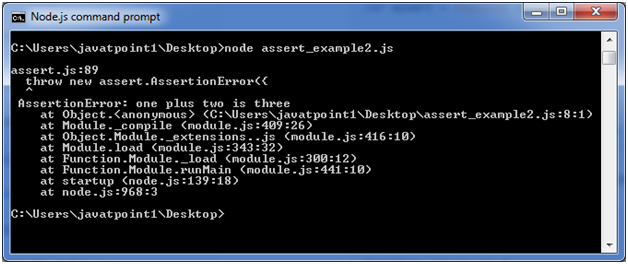 Node.js command prompt
C:\Users\javatpoint1\Desktop>node assert_example2.js
assert.js:89
throw new assert.AssertionError({
^
AssertionError: one plus two is three
at Object.<anonymous> (C:\Users\javatpoint1\Desktop\assert_example2.js:8:1)
at Module._compile (module.js:409:26)
at Object.Module._extensions..js (module.js:416:10)
at Module.load (module.js:343:32)
at Function.Module._load (module.js:300:12)
at Function.Module.runMain (module.js:441:10)
at startup (node.js:139:18)
at node.js:968:3
C:\Users\javatpoint1\Desktop>